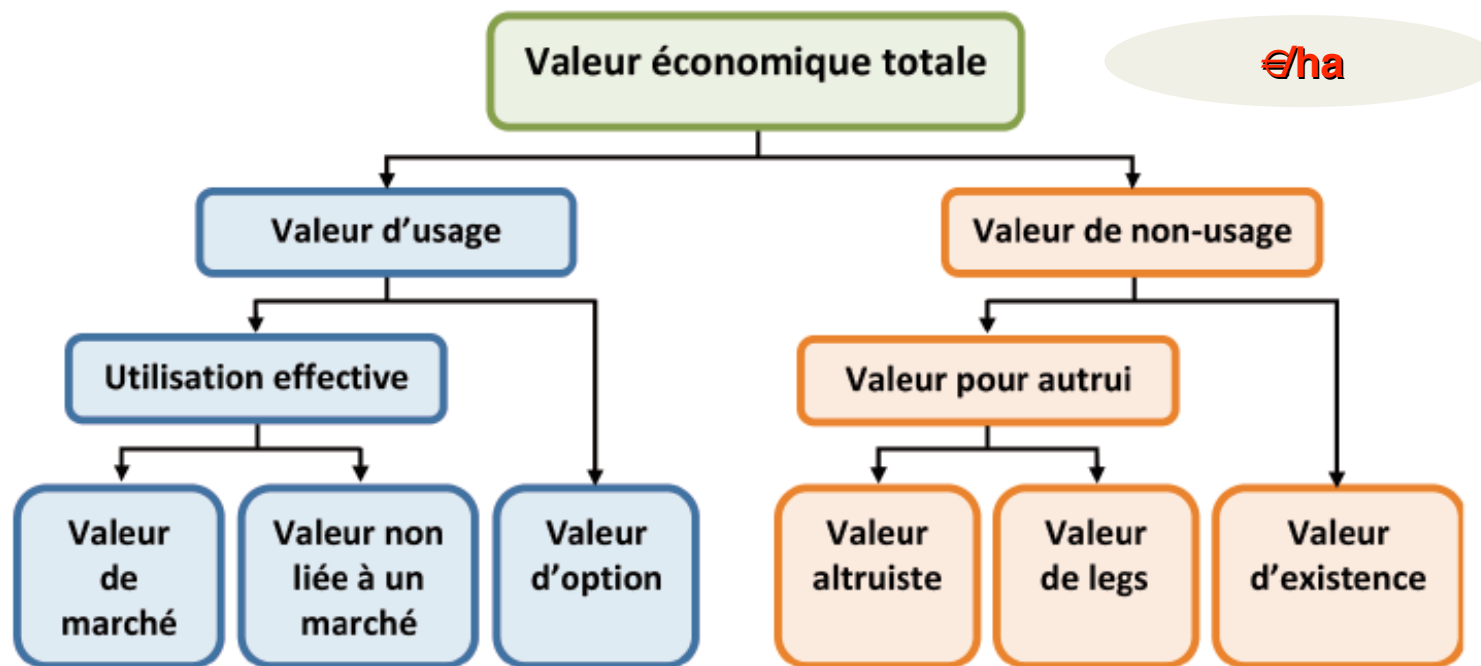 Valeur économique totale
€/ha
Valeur d’usage
Valeur de non-usage
Utilisation effective
Valeur pour autrui
Valeur
de
marché
Valeur non
liée à un
marché
Valeur
d’option
Valeur
altruiste
Valeur
de legs
Valeur
d’existence